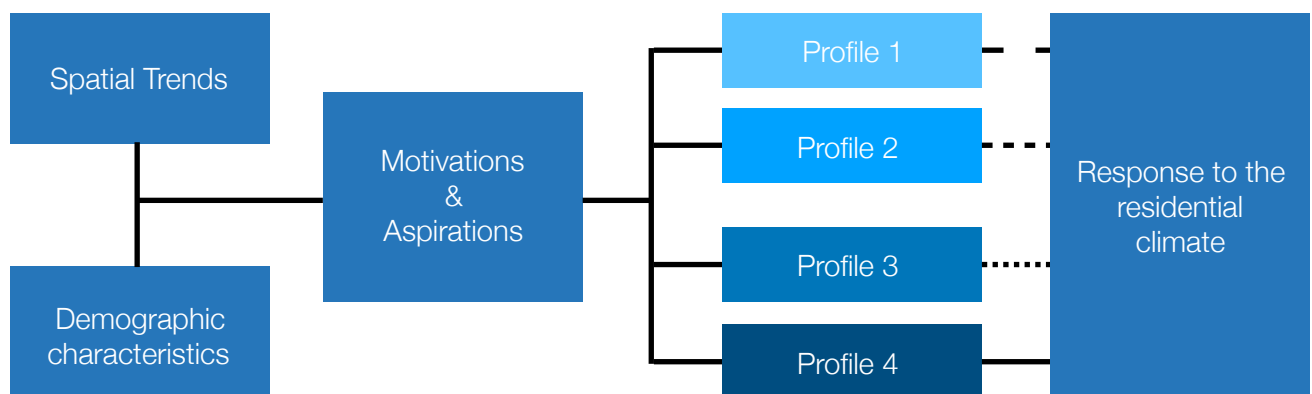 Spatial Trends
Demographic
characteristics
Motivations
&
Aspirations
Profile 1
Profile 2
Profile 3
Profile 4
Response to the
residential
climate